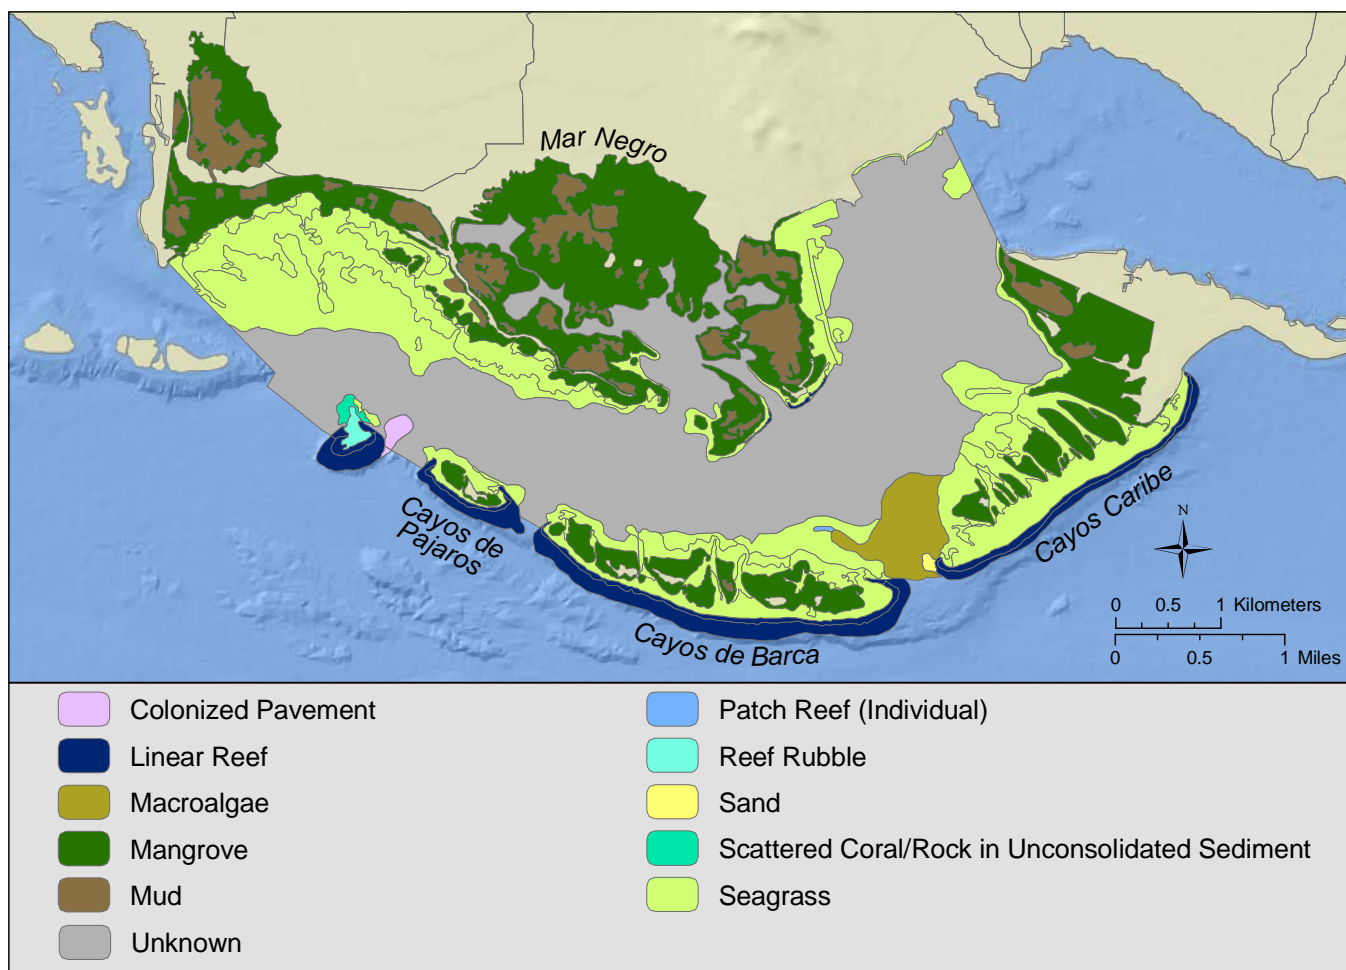 Mar Negro
Cayos de
Pajaros
Cayos de Barca
Cayos Caribe
N
0 0.5 1 Kilometers
0 0.5 1 Miles
Colonized Pavement
Linear Reef
Macroalgae
Mangrove
Mud
Unknown
Patch Reef (Individual)
Reef Rubble
Sand
Scattered Coral/Rock in Unconsolidated Sediment
Seagrass